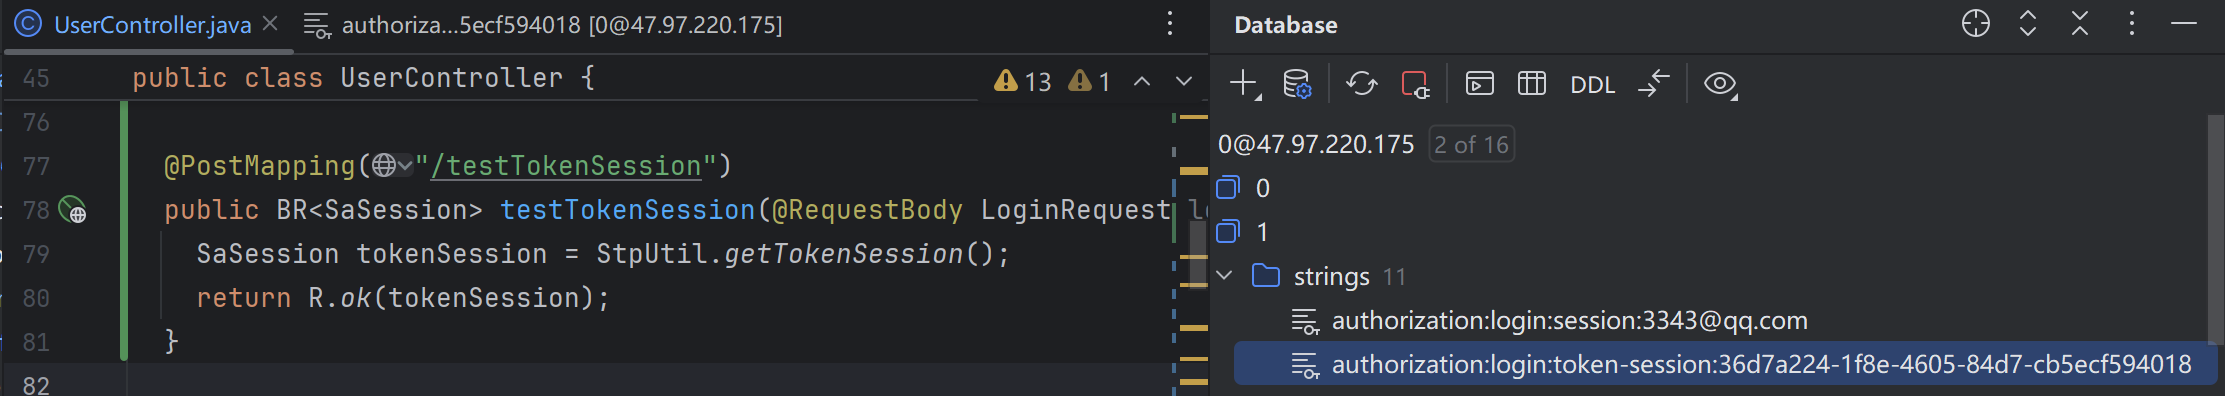 UserController.java
authoriza...5ecf594018 [0@47.97.220.175]
45 public class UserController {
13 1
76
77 @PostMapping("/testTokenSession")
78 public BR<SaSession> testTokenSession(@RequestBody LoginRequest
79 SaSession tokenSession = StpUtil.getTokenSession();
80 return R.ok(tokenSession);
81 }
82
Database
DDL
0@47.97.220.175 2 of 16
0
1
strings 11
authorization:login:session:3343@qq.com
authorization:login:token-session:36d7a224-1f8e-4605-84d7-cb5ecf594018